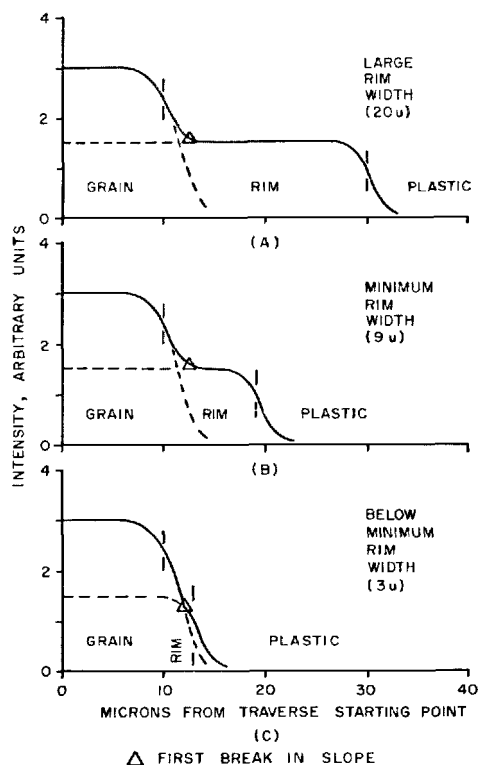 INTENSITY, ARBITRARY UNITS
4
2
0
LARGE
RIM
WIDTH
(20u)
GRAIN RIM PLASTIC
(A)
4
2
0
MINIMUM
RIM
WIDTH
(9u)
GRAIN RIM PLASTIC
(B)
4
2
0
BELOW
MINIMUM
RIM
WIDTH
(3u)
GRAIN RIM PLASTIC
0 10 20 30 40
MICRONS FROM TRAVERSE STARTING POINT
(C)
△ FIRST BREAK IN SLOPE